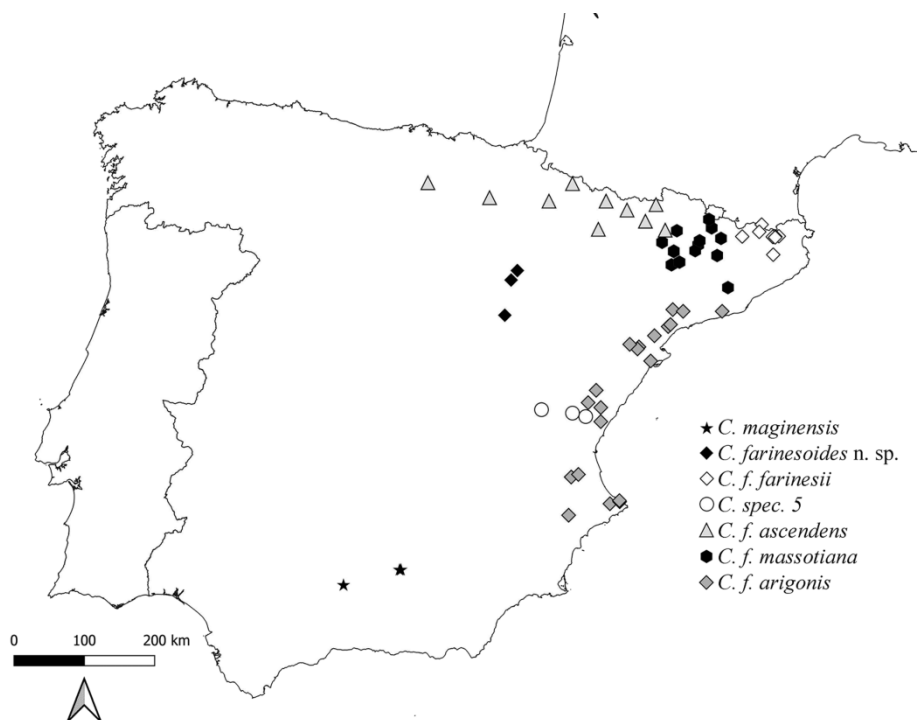 C. maginensis
C. farinesoides n. sp.
C. f. farinesii
C. spec. 5
C. f. ascendens
C. f. massotiana
C. f. arigonis
0 100 200 km